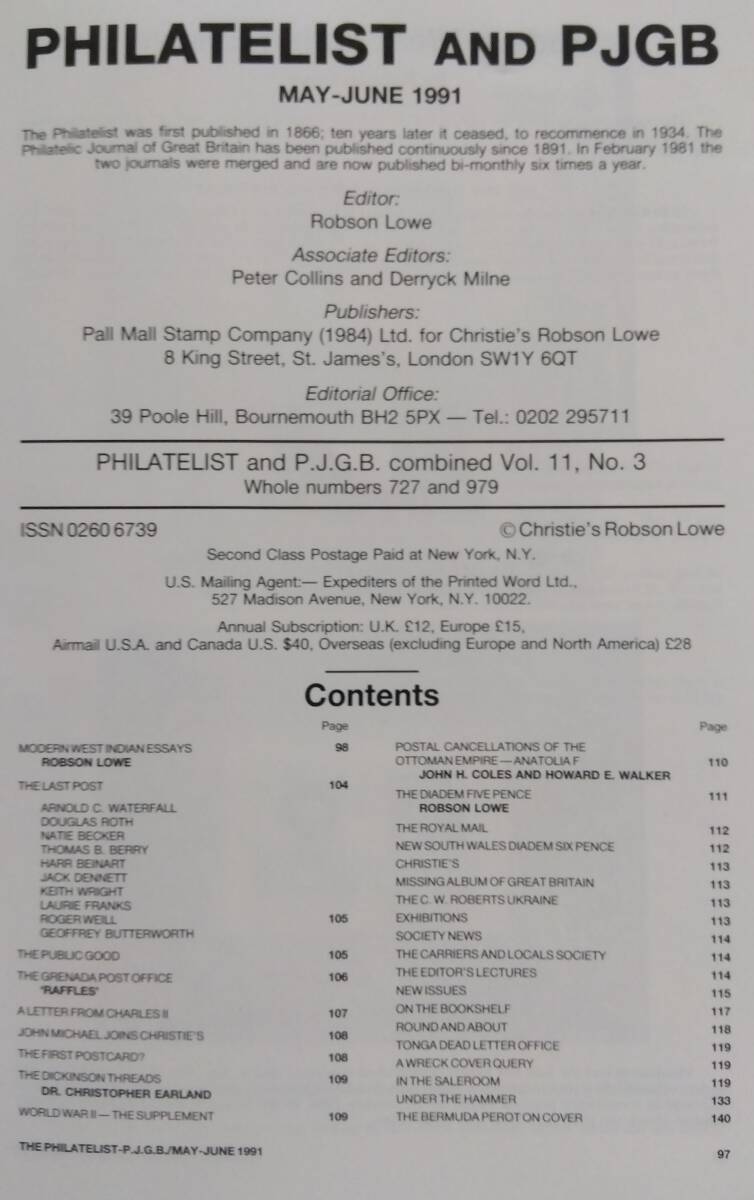 PHILATELIST AND PJGB
MAY-JUNE 1991
The Philatelist was first published in 1866; ten years later it ceased, to recommence in 1934. The
Philatelic Journal of Great Britain has been published continuously since 1891. In February 1981 the
two journals were merged and are now published bi-monthly six times a year.
Editor:
Robson Lowe
Associate Editors:
Peter Collins and Derryck Milne
Publishers:
Pall Mall Stamp Company (1984) Ltd. for Christie's Robson Lowe
8 King Street, St. James's, London SW1Y 6QT
Editorial Office:
39 Poole Hill, Bournemouth BH2 5PX — Tel.: 0202 295711
PHILATELIST and P.J.G.B. combined Vol. 11, No. 3
Whole numbers 727 and 979
ISSN 0260 6739 © Christie's Robson Lowe
Second Class Postage Paid at New York, N.Y.
U.S. Mailing Agent:— Expediters of the Printed Word Ltd.,
527 Madison Avenue, New York, N.Y. 10022.
Annual Subscription: U.K. £12, Europe £15,
Airmail U.S.A. and Canada U.S. $40, Overseas (excluding Europe and North America) £28
Contents
Page
MODERN WEST INDIAN ESSAYS 98
ROBSON LOWE
THE LAST POST 104
ARNOLD C. WATERFALL
DOUGLAS ROTH
NATIE BECKER
THOMAS B. BERRY
HARR BEINART
JACK DENNETT
KEITH WRIGHT
LAURIE FRANKS
ROGER WEILL 105
GEOFFREY BUTTERWORTH
THE PUBLIC GOOD 105
THE GRENADA POST OFFICE 106
'RAFFLES'
A LETTER FROM CHARLES II 107
JOHN MICHAEL JOINS CHRISTIE'S 108
THE FIRST POSTCARD? 108
THE DICKINSON THREADS 109
DR. CHRISTOPHER EARLAND
WORLD WAR II — THE SUPPLEMENT 109
Page
POSTAL CANCELLATIONS OF THE
OTTOMAN EMPIRE — ANATOLIA F 110
JOHN H. COLES AND HOWARD E. WALKER
THE DIADEM FIVE PENCE 111
ROBSON LOWE
THE ROYAL MAIL 112
NEW SOUTH WALES DIADEM SIX PENCE 112
CHRISTIE'S 113
MISSING ALBUM OF GREAT BRITAIN 113
THE C. W. ROBERTS UKRAINE 113
EXHIBITIONS 113
SOCIETY NEWS 114
THE CARRIERS AND LOCALS SOCIETY 114
THE EDITOR'S LECTURES 114
NEW ISSUES 115
ON THE BOOKSHELF 117
ROUND AND ABOUT 118
TONGA DEAD LETTER OFFICE 119
A WRECK COVER QUERY 119
IN THE SALEROOM 119
UNDER THE HAMMER 133
THE BERMUDA PEROT ON COVER 140
THE PHILATELIST-P.J.G.B./MAY-JUNE 1991 97